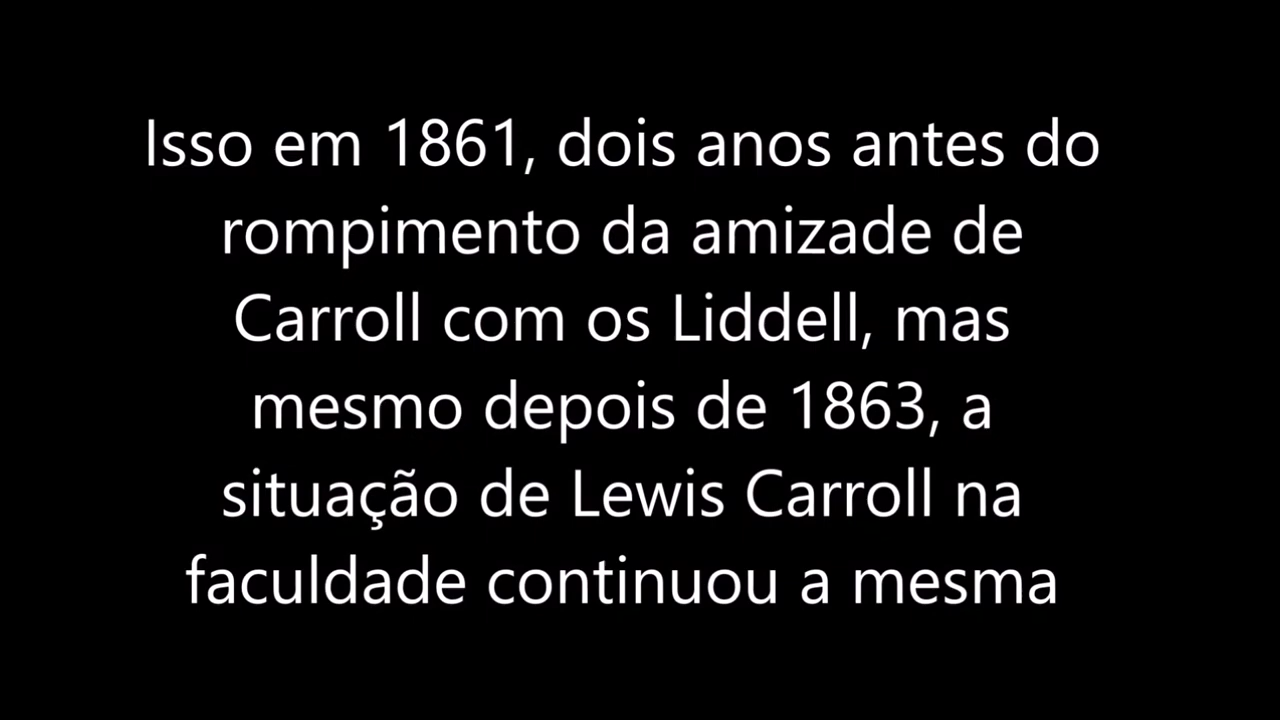 Isso em 1861, dois anos antes do
rompimento da amizade de
Carroll com os Liddell, mas
mesmo depois de 1863, a
situação de Lewis Carroll na
faculdade continuou a mesma